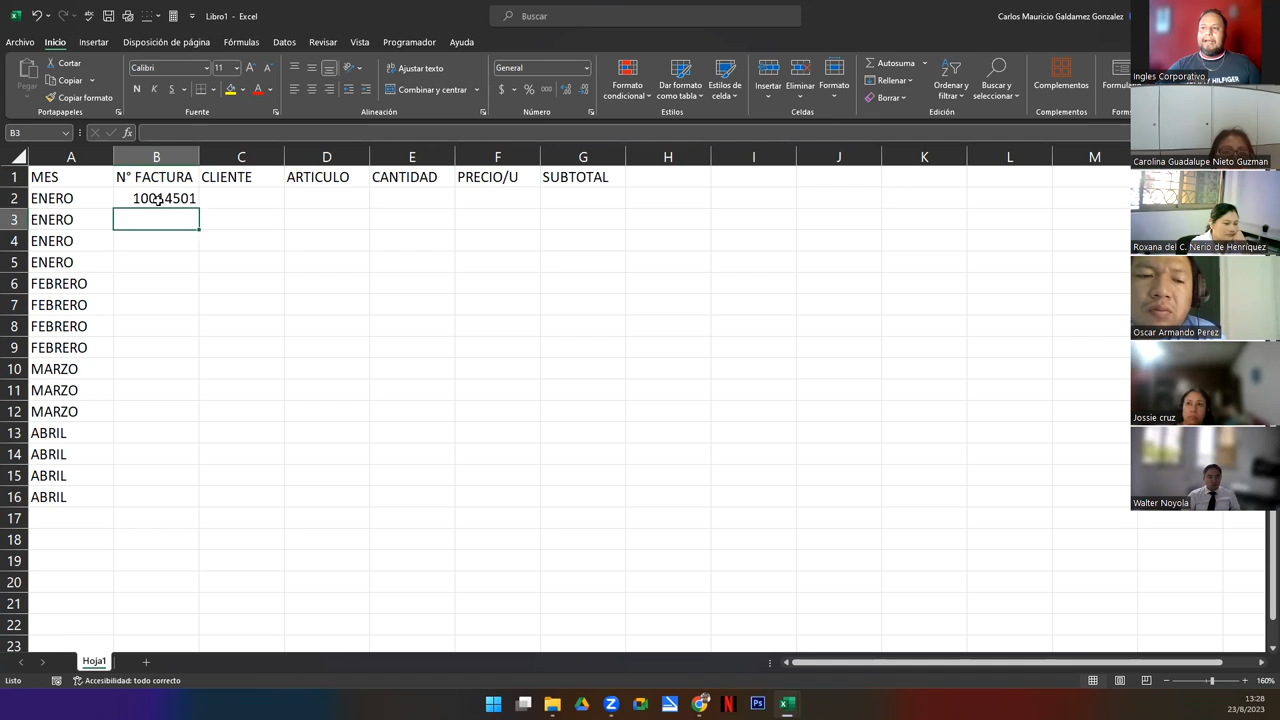 Libro1 - Excel
Buscar
Carlos Mauricio Galdamez Gonzalez
Archivo Inicio Insertar Disposición de página Fórmulas Datos Revisar Vista Programador Ayuda
Pegar
Cortar
Copiar
Copiar formato
Portapapeles
Calibri 11
N K S
Fuente
Ajustar texto
Combinar y centrar
Alineación
General
$ % 000
Número
Formato condicional
Dar formato como tabla
Estilos de celda
Estilos
Insertar
Eliminar
Formato
Celdas
Autosuma
Rellenar
Borrar
Ordenar y filtrar
Buscar y seleccionar
Edición
Complementos
Complementos
B3
fx
A B C D E F G H I J K L M
1 MES N° FACTURA CLIENTE ARTICULO CANTIDAD PRECIO/U SUBTOTAL
2 ENERO 10014501
3 ENERO
4 ENERO
5 ENERO
6 FEBRERO
7 FEBRERO
8 FEBRERO
9 FEBRERO
10 MARZO
11 MARZO
12 MARZO
13 ABRIL
14 ABRIL
15 ABRIL
16 ABRIL
17
18
19
20
21
22
23
Ingles Corporativo
HILFIGER
Carolina Guadalupe Nieto Guzman
Roxana del C. Nerio de Henríquez
Oscar Armando Perez
Jossie cruz
Walter Noyola
Hoja1
Listo
Accesibilidad: todo correcto
160%
13:28
23/8/2023